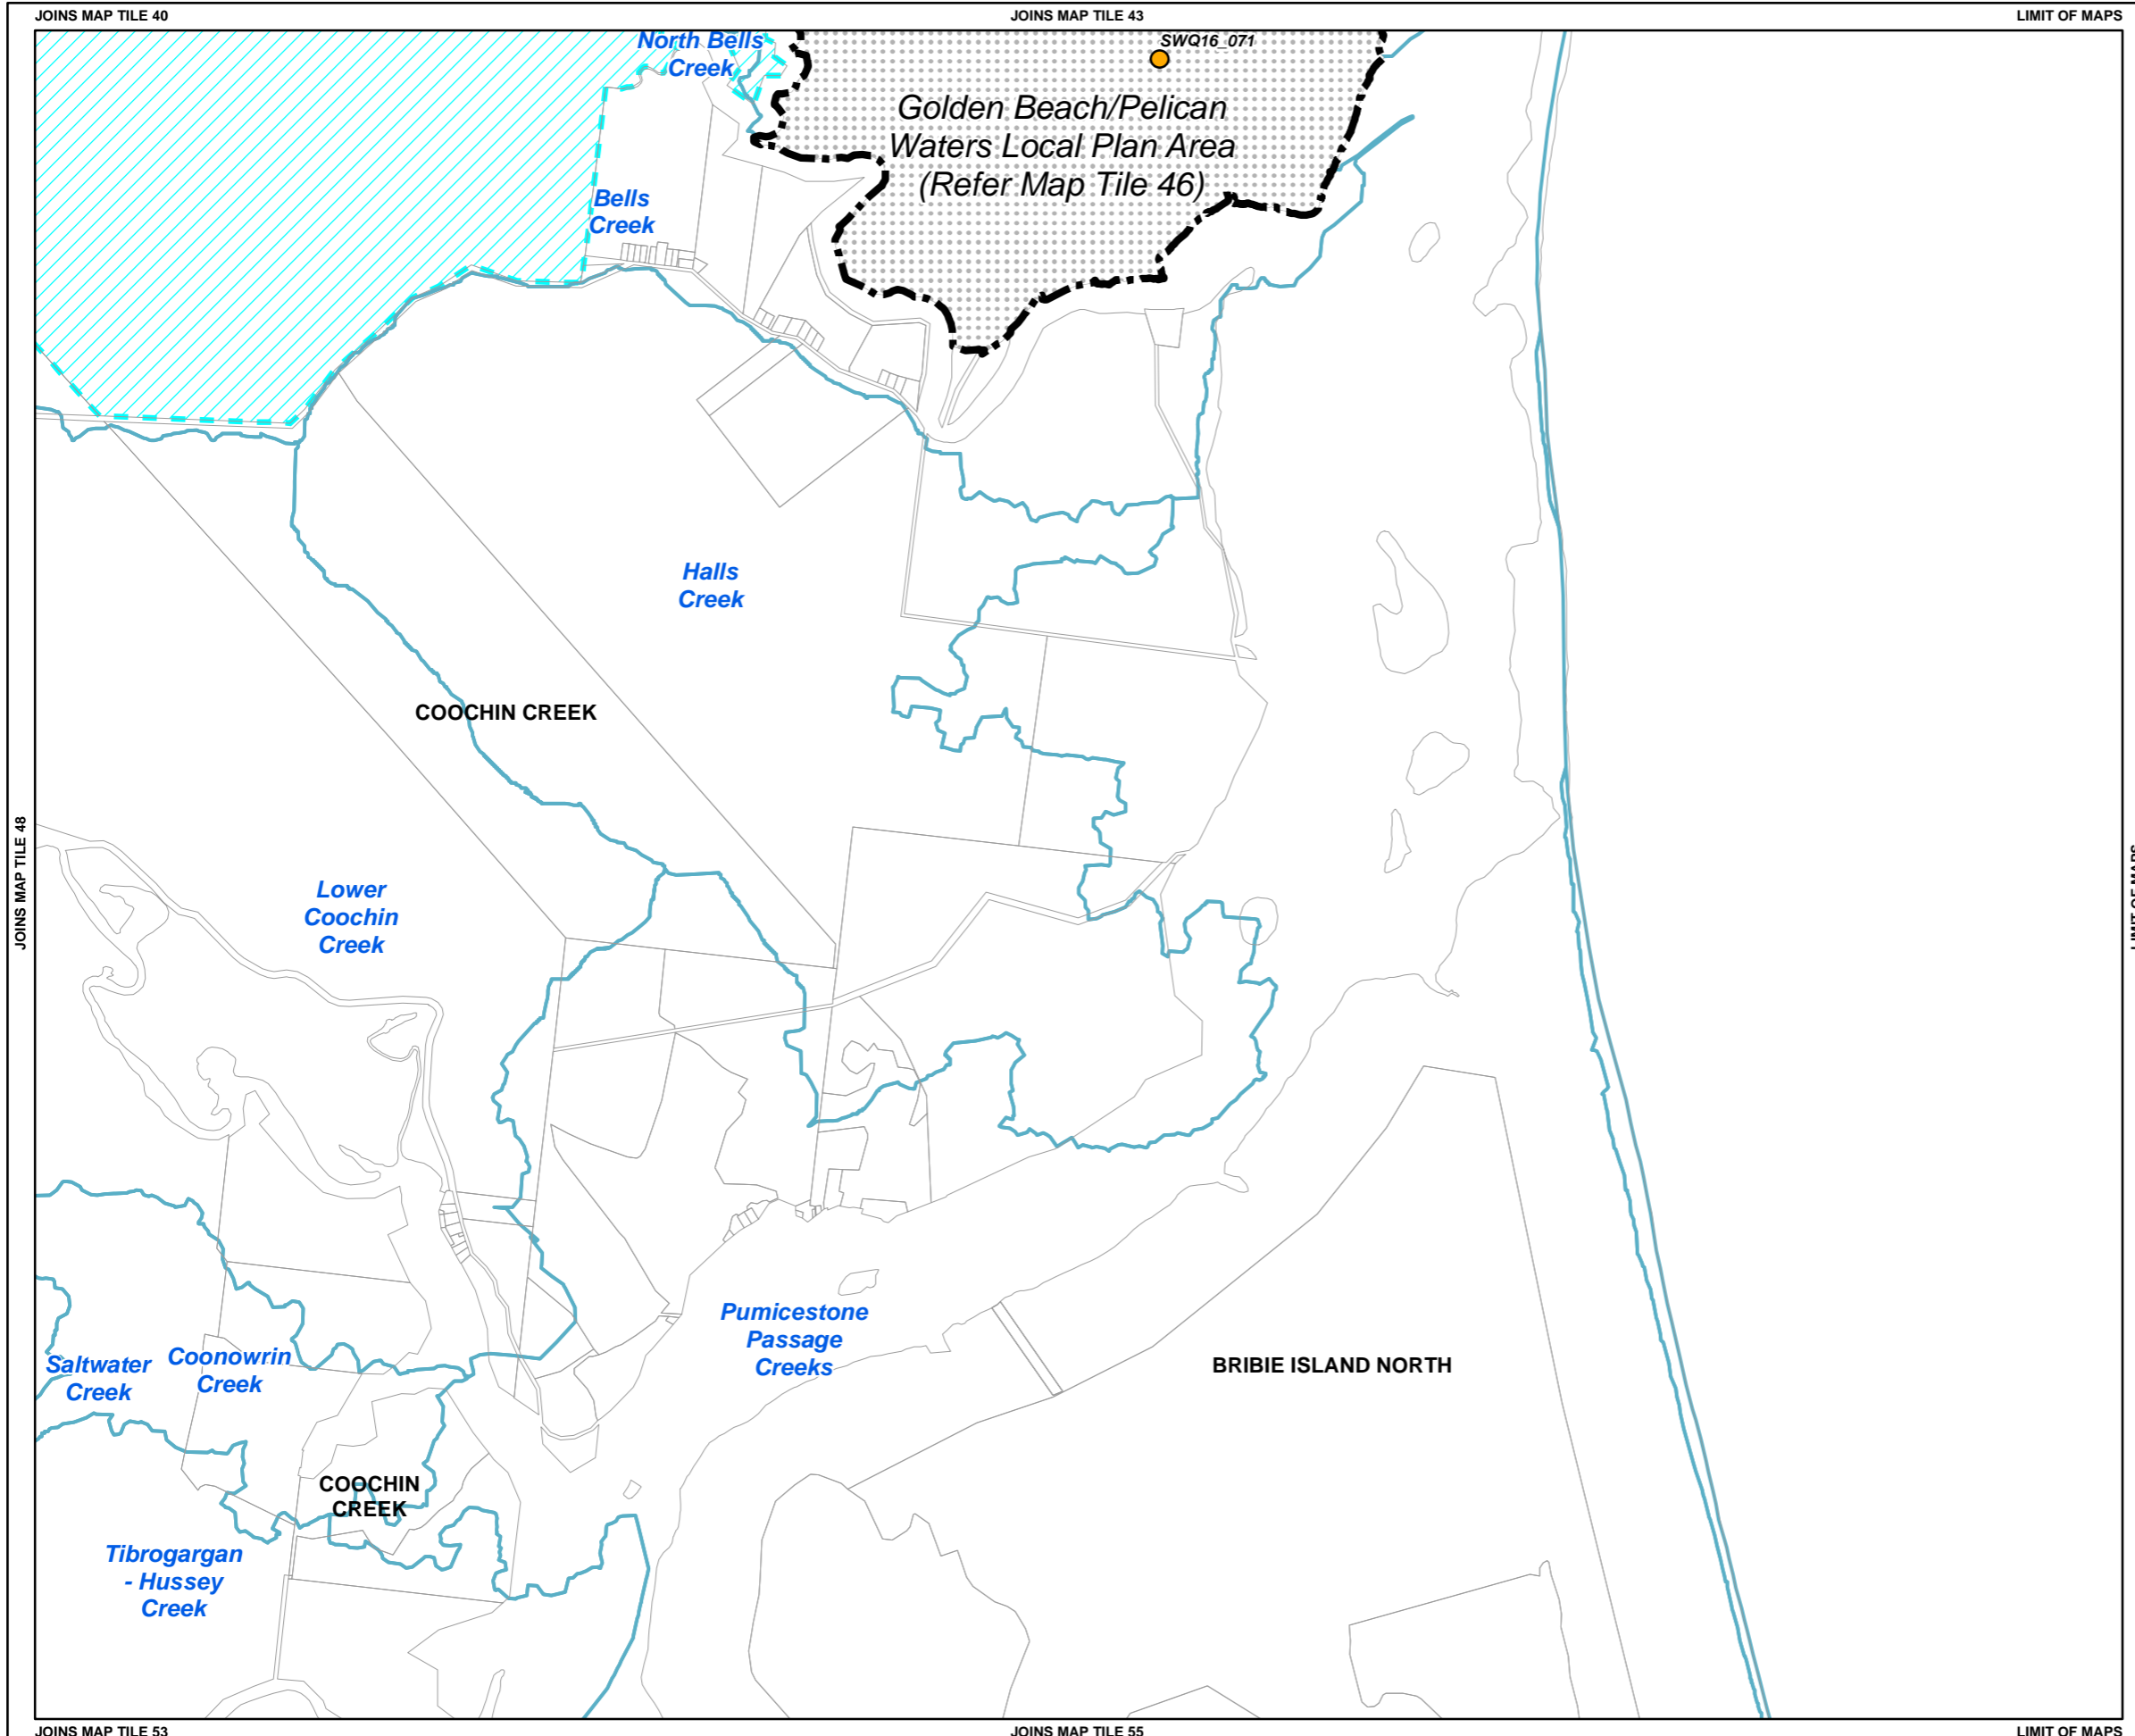 JOINS MAP TILE 40
JOINS MAP TILE 43
LIMIT OF MAPS
North Bells
Creek
SWQ16_071
Golden Beach/Pelican
Waters Local Plan Area
(Refer Map Tile 46)
Bells
Creek
Halls
Creek
COOCHIN CREEK
JOINS MAP TILE 48
LIMIT OF MAPS
Lower
Coochin
Creek
Pumicestone
Passage
Creeks
BRIBIE ISLAND NORTH
Saltwater
Creek
Coonowrin
Creek
COOCHIN
CREEK
Tibrogargan
- Hussey
Creek
JOINS MAP TILE 53
JOINS MAP TILE 55
LIMIT OF MAPS